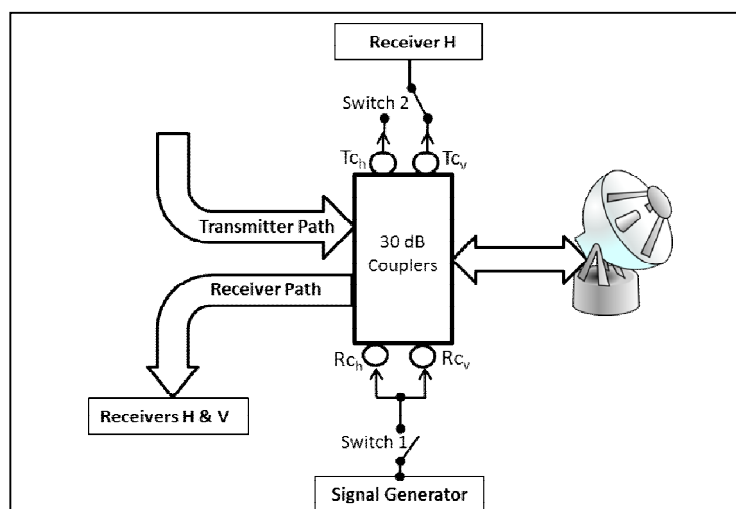 Receiver H
Switch 2
Tch Tcv
Transmitter Path
30 dB
Couplers
Receiver Path
Rch Rcv
Receivers H & V
Switch 1
Signal Generator